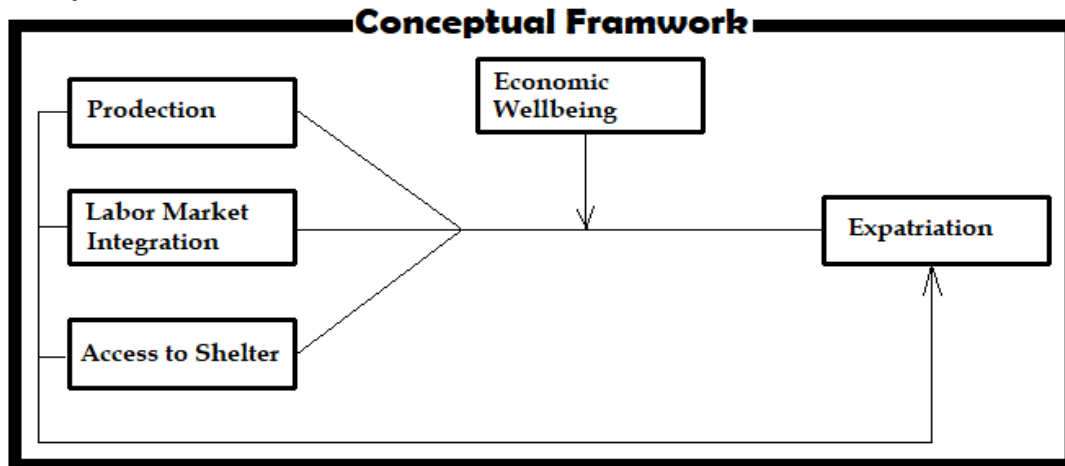 Conceptual Framwork
Prodection
Economic
Wellbeing
Labor Market
Integration
Expatriation
Access to Shelter